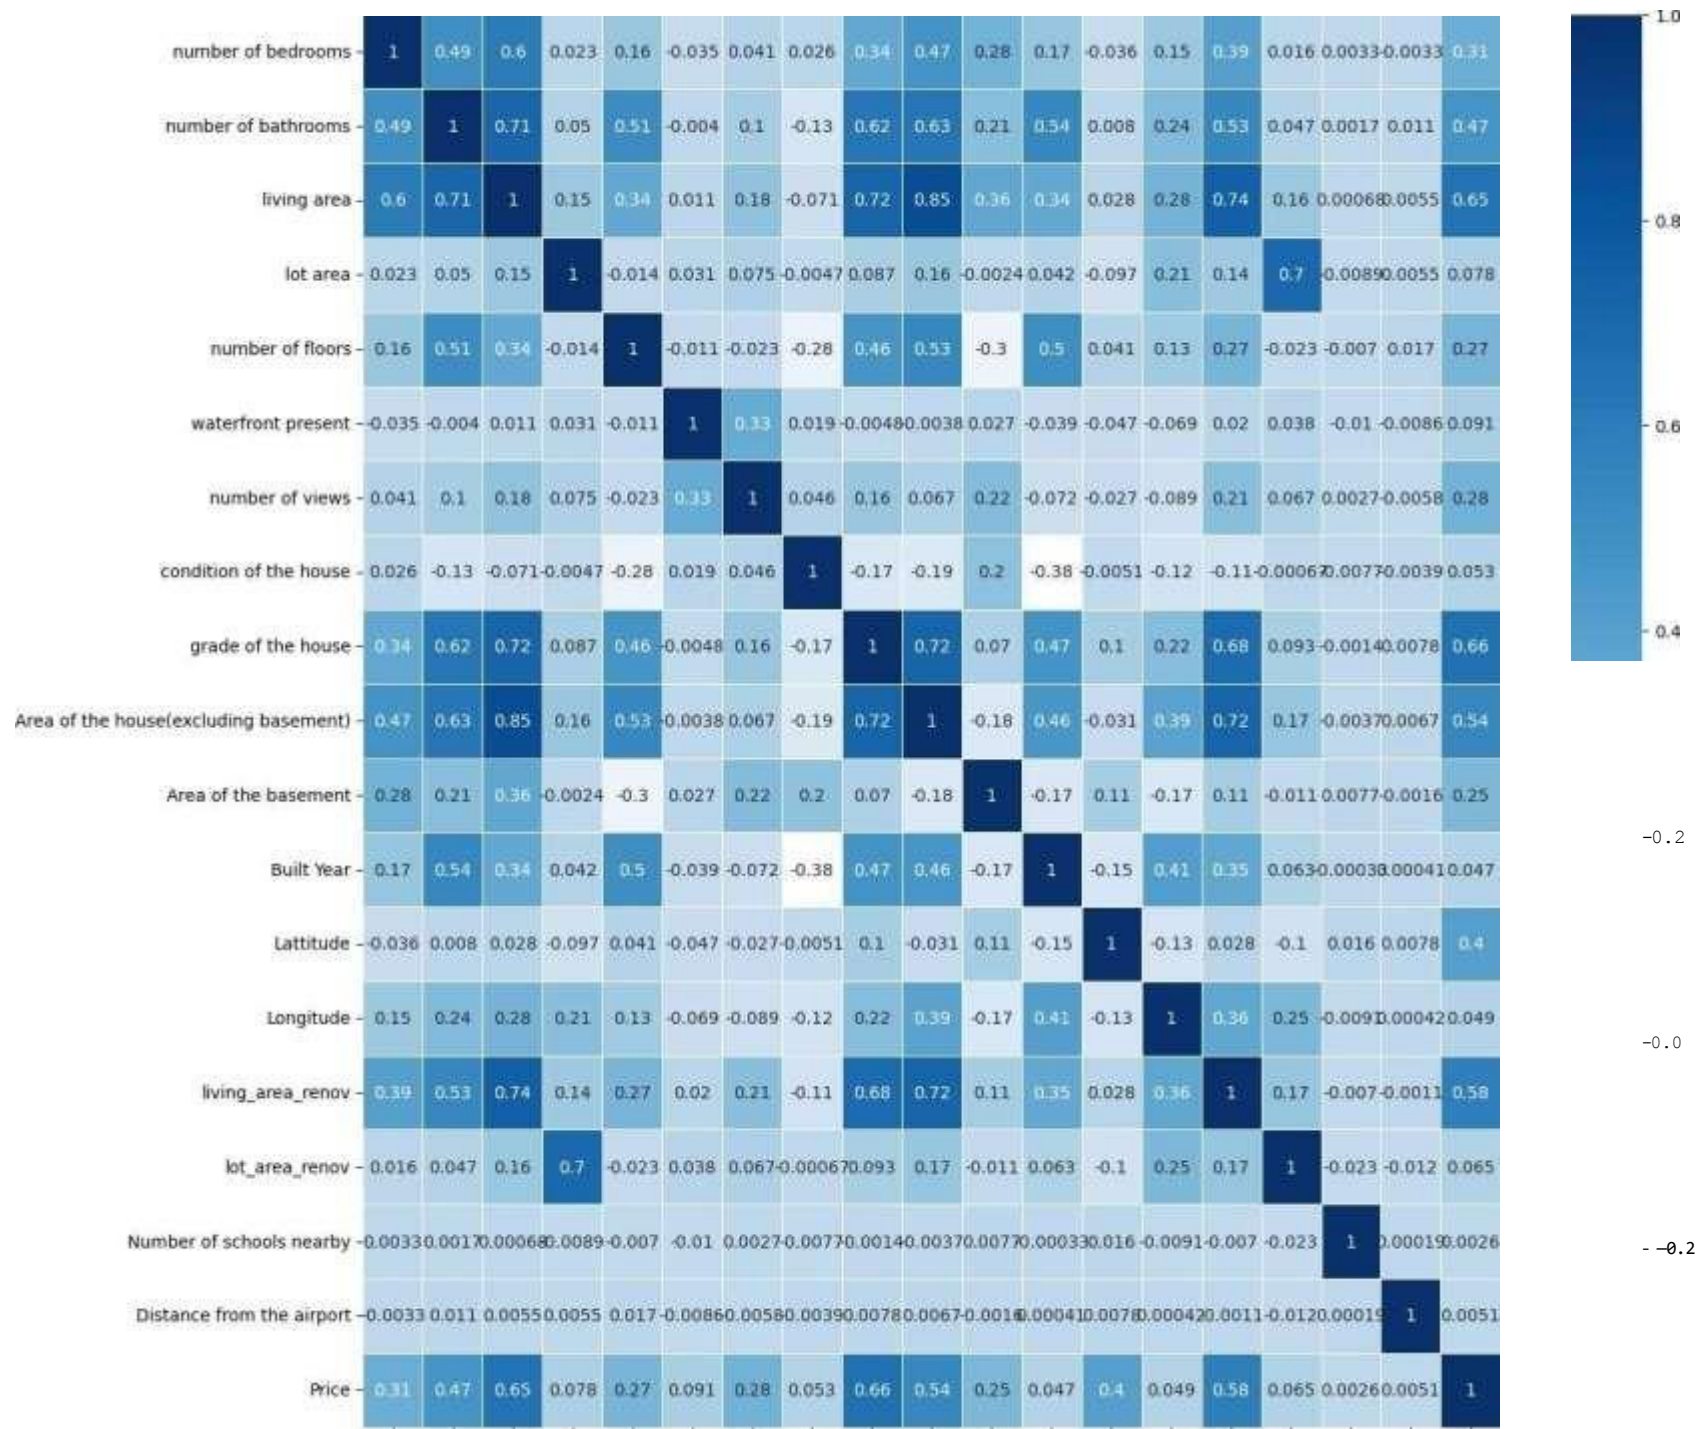 number of bedrooms 1 0.49 0.6 0.023 0.16 -0.035 0.041 0.026 0.34 0.47 0.28 0.17 -0.036 0.15 0.39 0.016 0.0033 -0.0033 0.31
number of bathrooms 0.49 1 0.71 0.05 0.51 -0.004 0.1 -0.13 0.62 0.63 0.21 0.54 0.008 0.24 0.53 0.047 0.0017 0.011 0.47
living area 0.6 0.71 1 0.15 0.34 0.011 0.18 -0.071 0.72 0.85 0.36 0.34 0.028 0.28 0.74 0.16 0.00068 0.0055 0.65
lot area 0.023 0.05 0.15 1 -0.014 0.031 0.075 -0.0047 0.087 0.16 -0.0024 0.042 -0.097 0.21 0.14 0.7 -0.0089 0.0055 0.078
number of floors 0.16 0.51 0.34 -0.014 1 -0.011 -0.023 -0.28 0.46 0.53 -0.3 0.5 0.041 0.13 0.27 -0.023 -0.007 0.017 0.27
waterfront present -0.035 -0.004 0.011 0.031 -0.011 1 0.33 0.019 -0.0048 0.0038 0.027 -0.039 -0.047 -0.069 0.02 0.038 -0.01 -0.0086 0.091
number of views 0.041 0.1 0.18 0.075 -0.023 0.33 1 0.046 0.16 0.067 0.22 -0.072 -0.027 -0.089 0.21 0.067 0.0027 -0.0058 0.28
condition of the house 0.026 -0.13 -0.071 -0.0047 -0.28 0.019 0.046 1 -0.17 -0.19 0.2 -0.38 -0.0051 -0.12 -0.11 -0.00067 0.0077 -0.0039 0.053
grade of the house 0.34 0.62 0.72 0.087 0.46 -0.0048 0.16 -0.17 1 0.72 0.07 0.47 0.1 0.22 0.68 0.093 -0.0014 0.0078 0.66
Area of the house(excluding basement) 0.47 0.63 0.85 0.16 0.53 -0.0038 0.067 -0.19 0.72 1 -0.18 0.46 -0.031 0.39 0.72 0.17 -0.0037 0.0067 0.54
Area of the basement 0.28 0.21 0.36 -0.0024 -0.3 0.027 0.22 0.2 0.07 -0.18 1 -0.17 0.11 -0.17 0.11 -0.011 0.0077 -0.0016 0.25
Built Year 0.17 0.54 0.34 0.042 0.5 -0.039 -0.072 -0.38 0.47 0.46 -0.17 1 -0.15 0.41 0.35 0.063 0.00041 0.047
Lattitude -0.036 0.008 0.028 -0.097 0.041 -0.047 -0.027 -0.0051 0.1 -0.031 0.11 -0.15 1 -0.13 0.028 -0.1 0.016 0.0078 0.4
Longitude 0.15 0.24 0.28 0.21 0.13 -0.069 -0.089 -0.12 0.22 0.39 -0.17 0.41 -0.13 1 0.36 0.25 -0.0091 0.00042 0.049
living_area_renov 0.39 0.53 0.74 0.14 0.27 0.02 0.21 -0.11 0.68 0.72 0.11 0.35 0.028 0.36 1 0.17 -0.007 -0.0011 0.58
lot_area_renov 0.016 0.047 0.16 0.7 -0.023 0.038 0.067 -0.00067 0.093 0.17 -0.011 0.063 -0.1 0.25 0.17 1 -0.023 -0.012 0.065
Number of schools nearby 0.0033 0.0017 0.00068 0.0089 -0.007 -0.01 0.0027 -0.0077 -0.0014 -0.0037 0.0077 0.00033 0.016 -0.0091 -0.007 -0.023 1 0.00019 0.0026
Distance from the airport -0.0033 0.011 0.0055 0.0055 0.017 -0.0086 0.0058 0.0039 0.0078 0.0067 -0.0016 0.00041 0.0078 0.00042 0.0011 -0.012 0.00019 1 0.0051
Price 0.31 0.47 0.65 0.078 0.27 0.091 0.28 0.053 0.66 0.54 0.25 0.047 0.4 0.049 0.58 0.065 0.0026 0.0051 1
1.0
0.8
0.6
0.4
-0.2
-0.0
- -0.2